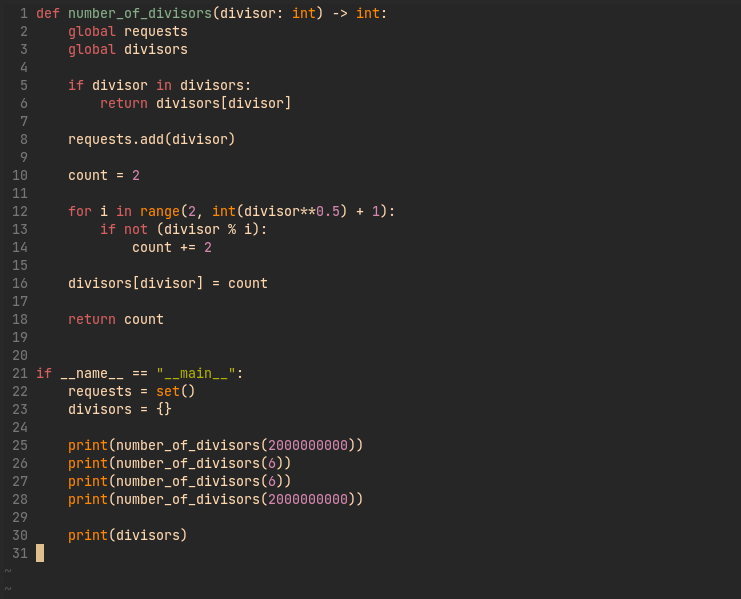 1 def number_of_divisors(divisor: int) -> int:
2     global requests
3     global divisors
4
5     if divisor in divisors:
6         return divisors[divisor]
7
8     requests.add(divisor)
9
10     count = 2
11
12     for i in range(2, int(divisor**0.5) + 1):
13         if not (divisor % i):
14             count += 2
15
16     divisors[divisor] = count
17
18     return count
19
20
21 if __name__ == "__main__":
22     requests = set()
23     divisors = {}
24
25     print(number_of_divisors(2000000000))
26     print(number_of_divisors(6))
27     print(number_of_divisors(6))
28     print(number_of_divisors(2000000000))
29
30     print(divisors)
31
~
~